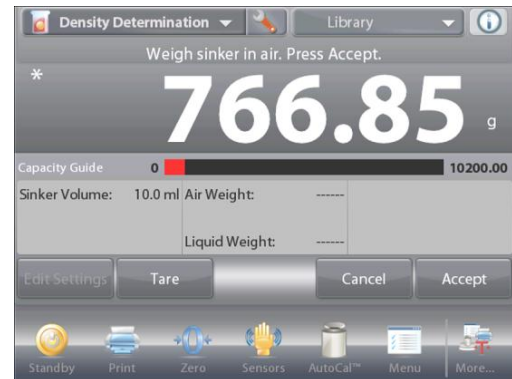 Density Determination Library
Weigh sinker in air. Press Accept.
*
766.85 g
Capacity Guide 0 10200.00
Sinker Volume: 10.0 ml Air Weight: ------
Liquid Weight: ------
Edit Settings Tare Cancel Accept
Standby Print Zero Sensors AutoCal™ Menu More...